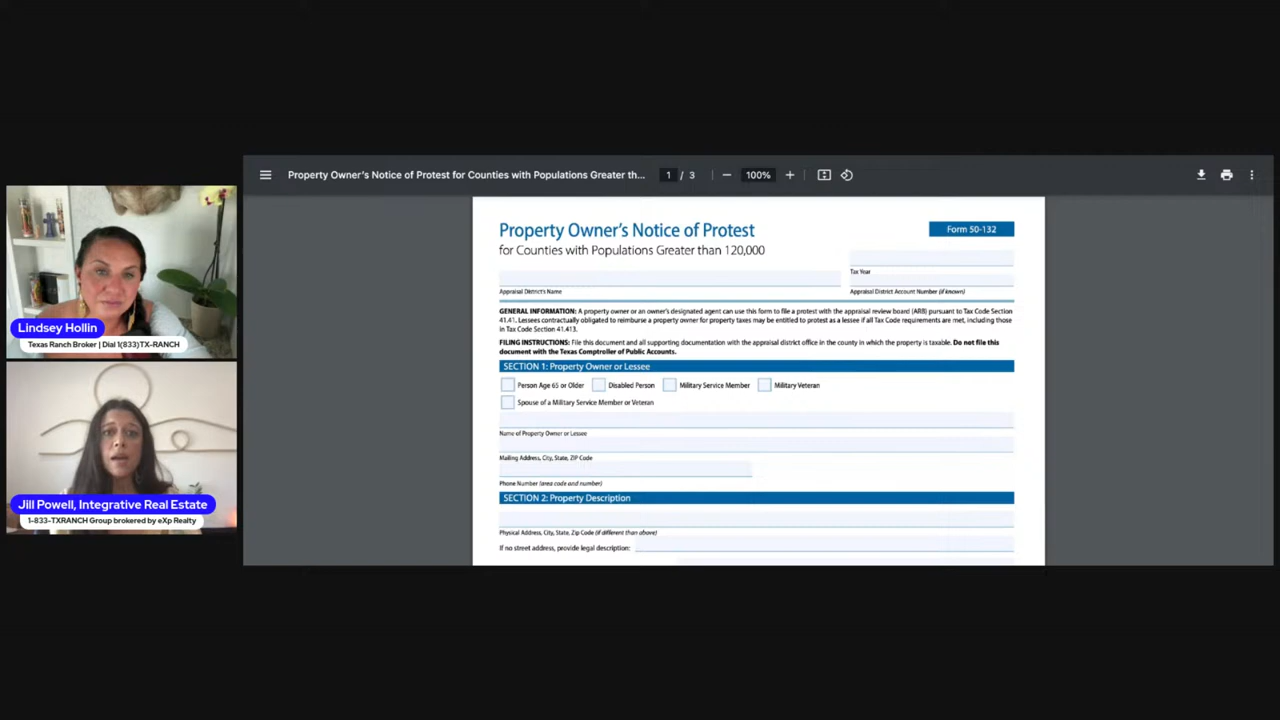 Lindsey Hollin
Texas Ranch Broker | Dial 1(833)TX-RANCH
Jill Powell, Integrative Real Estate
1-833-TXRANCH Group brokered by eXp Realty
Property Owner's Notice of Protest for Counties with Populations Greater th...
1 / 3
100%
Property Owner's Notice of Protest
Form 50-132
for Counties with Populations Greater than 120,000
Tax Year
Appraisal District's Name
Appraisal District Account Number (if known)
GENERAL INFORMATION: A property owner or an owner's designated agent can use this form to file a protest with the appraisal review board (ARB) pursuant to Tax Code Section
41.41. Lessees contractually obligated to reimburse a property owner for property taxes may be entitled to protest as a lessee if all Tax Code requirements are met, including those
in Tax Code Section 41.413.
FILING INSTRUCTIONS: File this document and all supporting documentation with the appraisal district office in the county in which the property is taxable. Do not file this
document with the Texas Comptroller of Public Accounts.
SECTION 1: Property Owner or Lessee
Person Age 65 or Older
Disabled Person
Military Service Member
Military Veteran
Spouse of a Military Service Member or Veteran
Name of Property Owner or Lessee
Mailing Address, City, State, ZIP Code
Phone Number (area code and number)
SECTION 2: Property Description
Physical Address, City, State, Zip Code (if different than above)
If no street address, provide legal description: